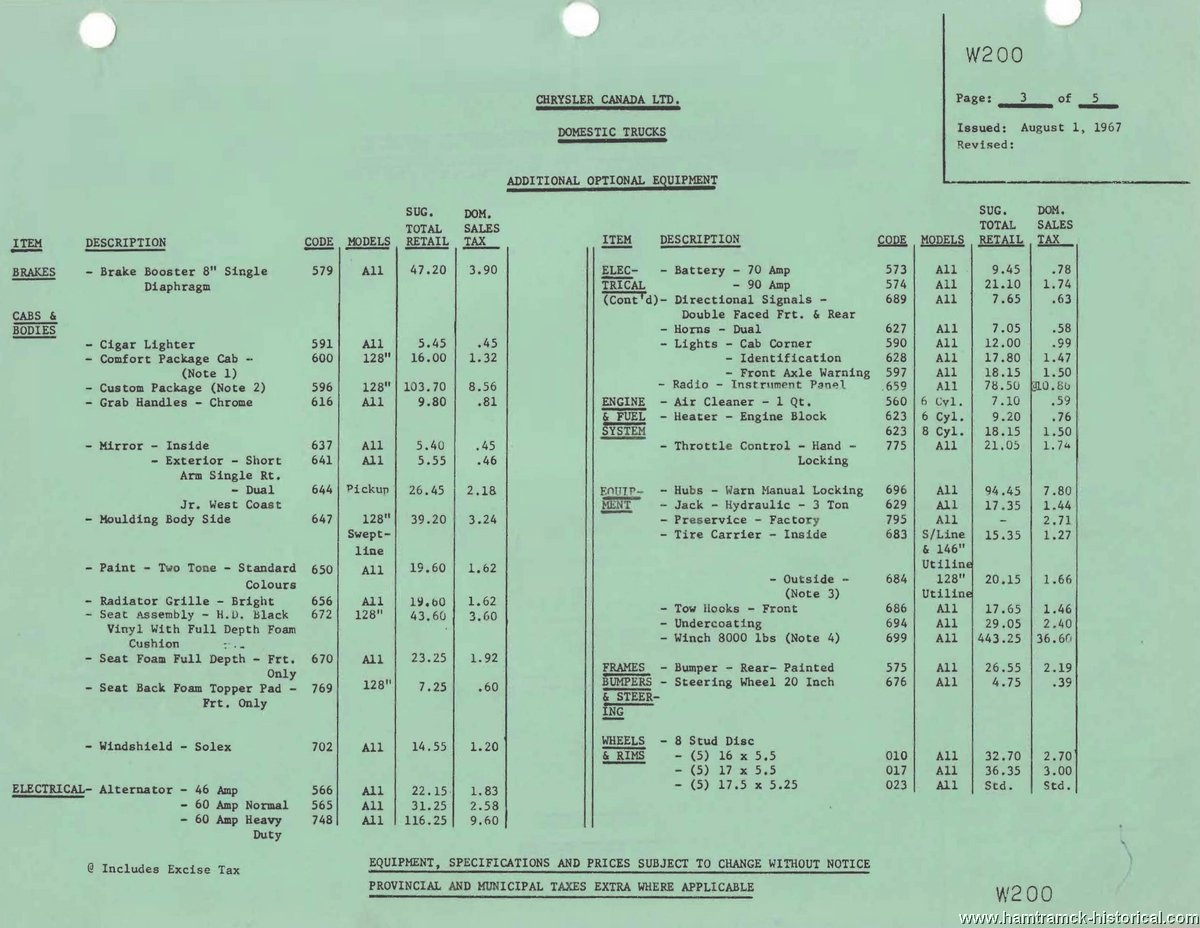 W200
Page: 3 of 5
Issued: August 1, 1967
Revised:
CHRYSLER CANADA LTD.
DOMESTIC TRUCKS
ADDITIONAL OPTIONAL EQUIPMENT
SUG. DOM.
TOTAL SALES
ITEM DESCRIPTION CODE MODELS RETAIL TAX
BRAKES - Brake Booster 8" Single 579 All 47.20 3.90
Diaphragm
CABS &
BODIES
- Cigar Lighter 591 All 5.45 .45
- Comfort Package Cab - 600 128" 16.00 1.32
(Note 1)
- Custom Package (Note 2) 596 128" 103.70 8.56
- Grab Handles - Chrome 616 All 9.80 .81
- Mirror - Inside 637 All 5.40 .45
- Exterior - Short 641 All 5.55 .46
Arm Single Rt.
- Dual 644 Pickup 26.45 2.18
Jr. West Coast
- Moulding Body Side 647 128" 39.20 3.24
Swept-
line
- Paint - Two Tone - Standard 650 All 19.60 1.62
Colours
- Radiator Grille - Bright 656 All 19.60 1.62
- Seat Assembly - H.D. Black 672 128" 43.60 3.60
Vinyl With Full Depth Foam
Cushion
- Seat Foam Full Depth - Frt. 670 All 23.25 1.92
Only
- Seat Back Foam Topper Pad - 769 128" 7.25 .60
Frt. Only
- Windshield - Solex 702 All 14.55 1.20
ELECTRICAL- Alternator - 46 Amp 566 All 22.15 1.83
- 60 Amp Normal 565 All 31.25 2.58
- 60 Amp Heavy 748 All 116.25 9.60
Duty
SUG. DOM.
TOTAL SALES
ITEM DESCRIPTION CODE MODELS RETAIL TAX
ELEC- - Battery - 70 Amp 573 All 9.45 .78
TRICAL - 90 Amp 574 All 21.10 1.74
(Cont'd)- Directional Signals - 689 All 7.65 .63
Double Faced Frt. & Rear
- Horns - Dual 627 All 7.05 .58
- Lights - Cab Corner 590 All 12.00 .99
- Identification 628 All 17.80 1.47
- Front Axle Warning 597 All 18.15 1.50
- Radio - Instrument Panel 659 All 78.50 @10.86
ENGINE - Air Cleaner - 1 Qt. 560 6 Cyl. 7.10 .59
& FUEL - Heater - Engine Block 623 6 Cyl. 9.20 .76
SYSTEM 623 8 Cyl. 18.15 1.50
- Throttle Control - Hand - 775 All 21.05 1.74
Locking
EQUIP- - Hubs - Warn Manual Locking 696 All 94.45 7.80
MENT - Jack - Hydraulic - 3 Ton 629 All 17.35 1.44
- Preservice - Factory 795 All - 2.71
- Tire Carrier - Inside 683 S/Line 15.35 1.27
& 146"
Utiline
- Outside - 684 128" 20.15 1.66
(Note 3) Utiline
- Tow Hooks - Front 686 All 17.65 1.46
- Undercoating 694 All 29.05 2.40
- Winch 8000 lbs (Note 4) 699 All 443.25 36.60
FRAMES - Bumper - Rear- Painted 575 All 26.55 2.19
BUMPERS - Steering Wheel 20 Inch 676 All 4.75 .39
& STEER-
ING
WHEELS - 8 Stud Disc
& RIMS - (5) 16 x 5.5 010 All 32.70 2.70
- (5) 17 x 5.5 017 All 36.35 3.00
- (5) 17.5 x 5.25 023 All Std. Std.
@ Includes Excise Tax
EQUIPMENT, SPECIFICATIONS AND PRICES SUBJECT TO CHANGE WITHOUT NOTICE
PROVINCIAL AND MUNICIPAL TAXES EXTRA WHERE APPLICABLE
W200
www.hamtramck-historical.com